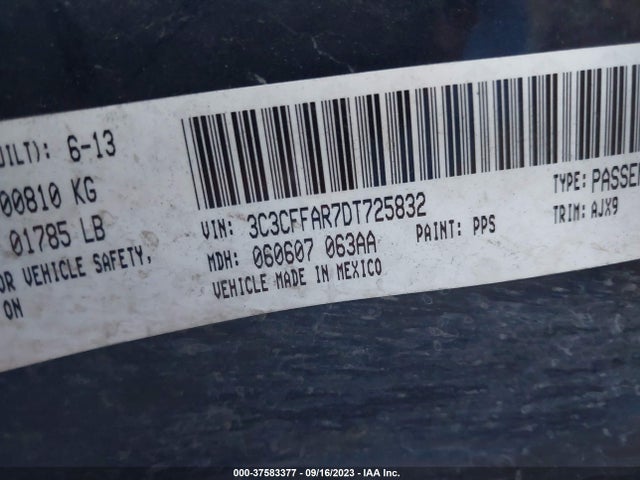 UILT): 6-13
00810 KG
01785 LB
OR VEHICLE SAFETY,
ON
VIN: 3C3CFFAR7DT725832
MDH: 060607 063AA
PAINT: PPS
VEHICLE MADE IN MEXICO
TYPE: PASSEN
TRIM: AJX9
000-37583377 - 09/16/2023 - IAA Inc.